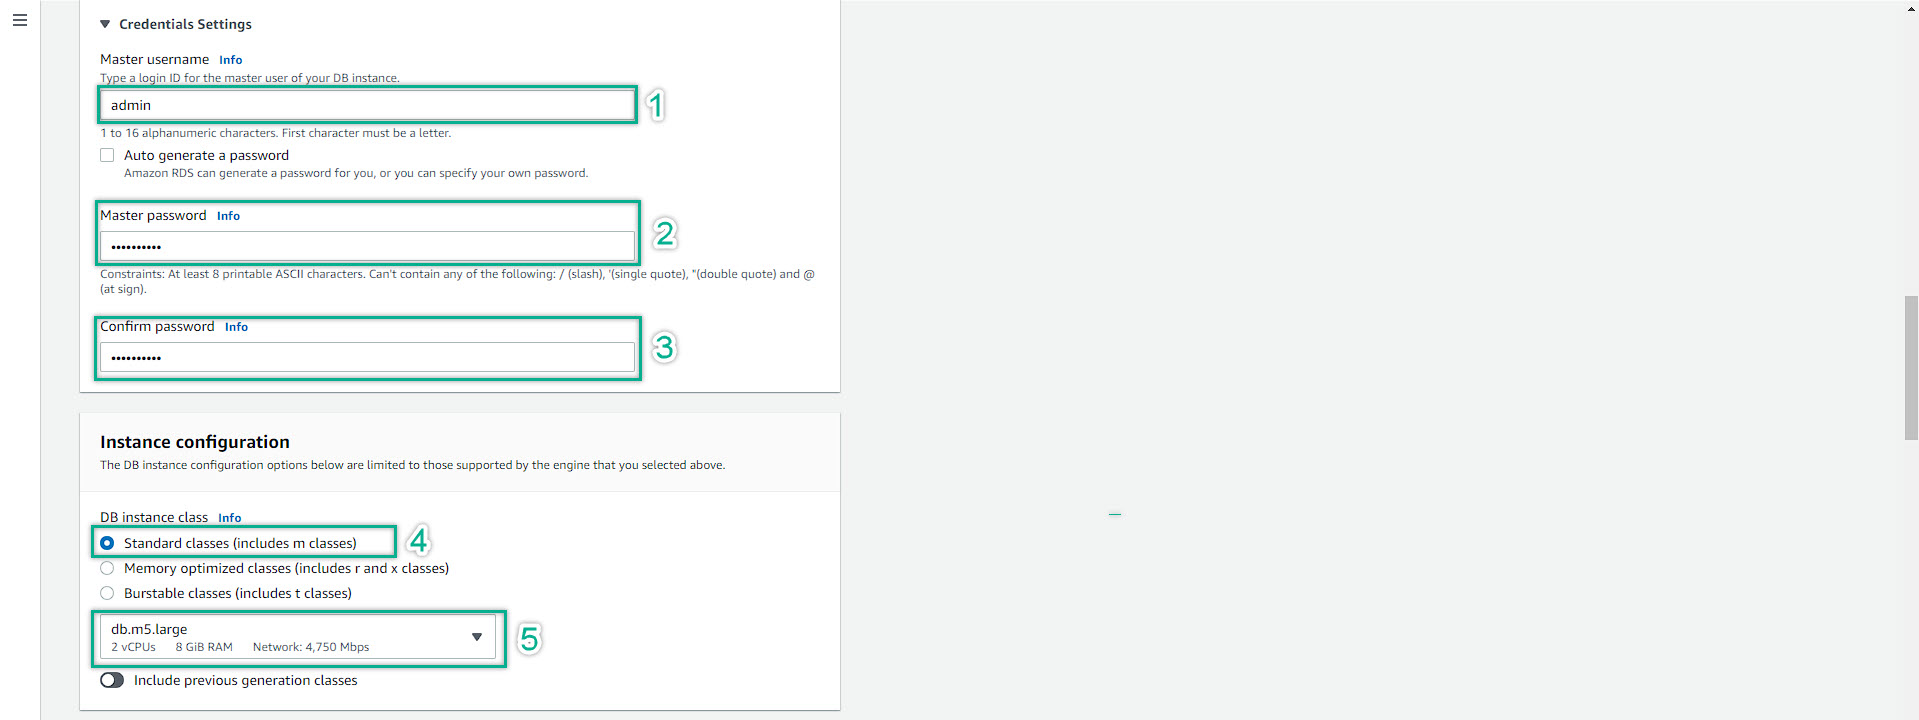 ▼ Credentials Settings
Master username Info
Type a login ID for the master user of your DB instance.
admin
1
1 to 16 alphanumeric characters. First character must be a letter.
Auto generate a password
Amazon RDS can generate a password for you, or you can specify your own password.
Master password Info
••••••••••
2
Constraints: At least 8 printable ASCII characters. Can't contain any of the following: / (slash), '(single quote), "(double quote) and @
(at sign).
Confirm password Info
••••••••••
3
Instance configuration
The DB instance configuration options below are limited to those supported by the engine that you selected above.
DB instance class Info
Standard classes (includes m classes)
4
Memory optimized classes (includes r and x classes)
Burstable classes (includes t classes)
db.m5.large
2 vCPUs 8 GiB RAM Network: 4,750 Mbps
5
Include previous generation classes